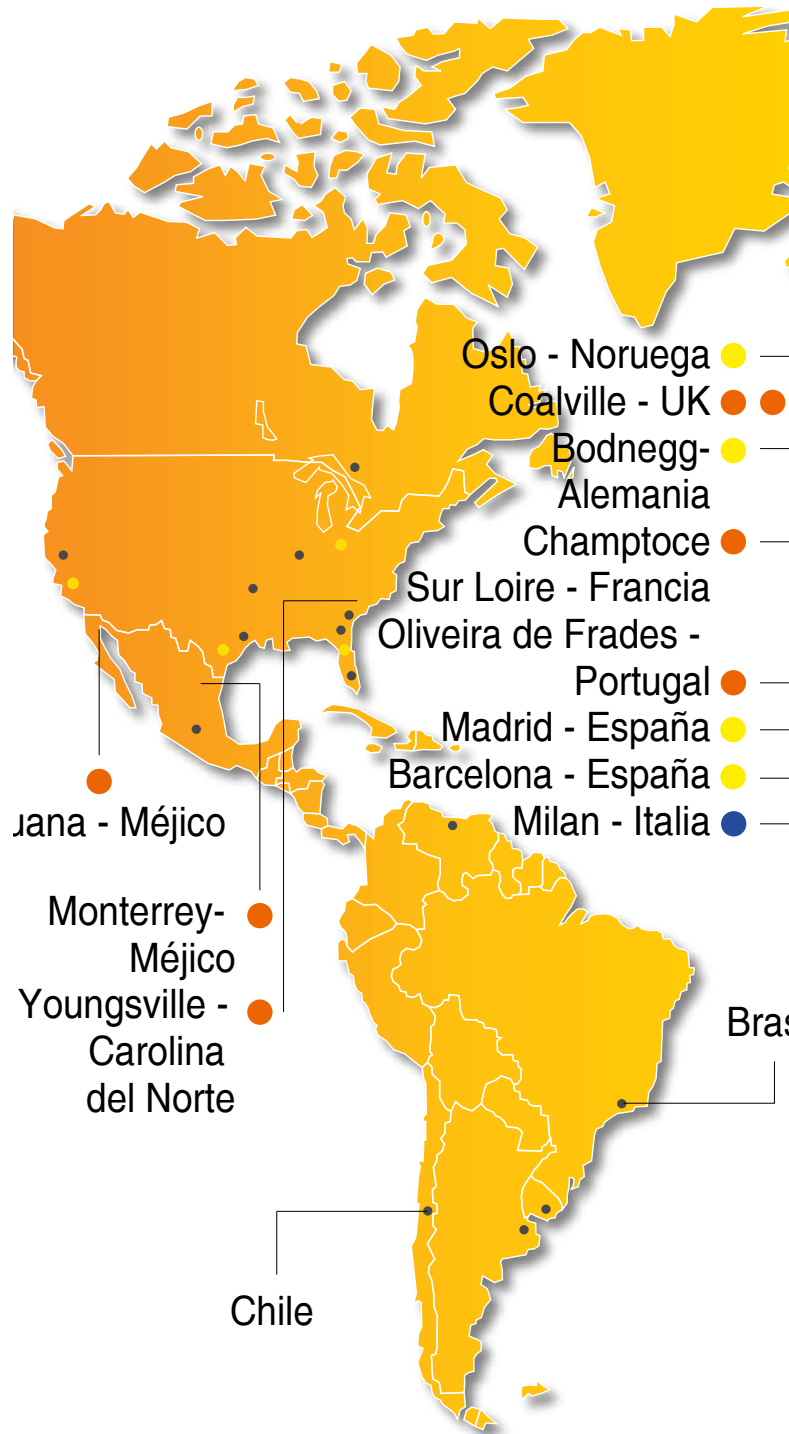 Oslo - Noruega
Coalville - UK
Bodnegg-
Alemania
Champtoce
Sur Loire - Francia
Oliveira de Frades -
Portugal
Madrid - España
Barcelona - España
Milan - Italia
uana - Méjico
Monterrey-
Méjico
Youngsville -
Carolina
del Norte
Bras
Chile